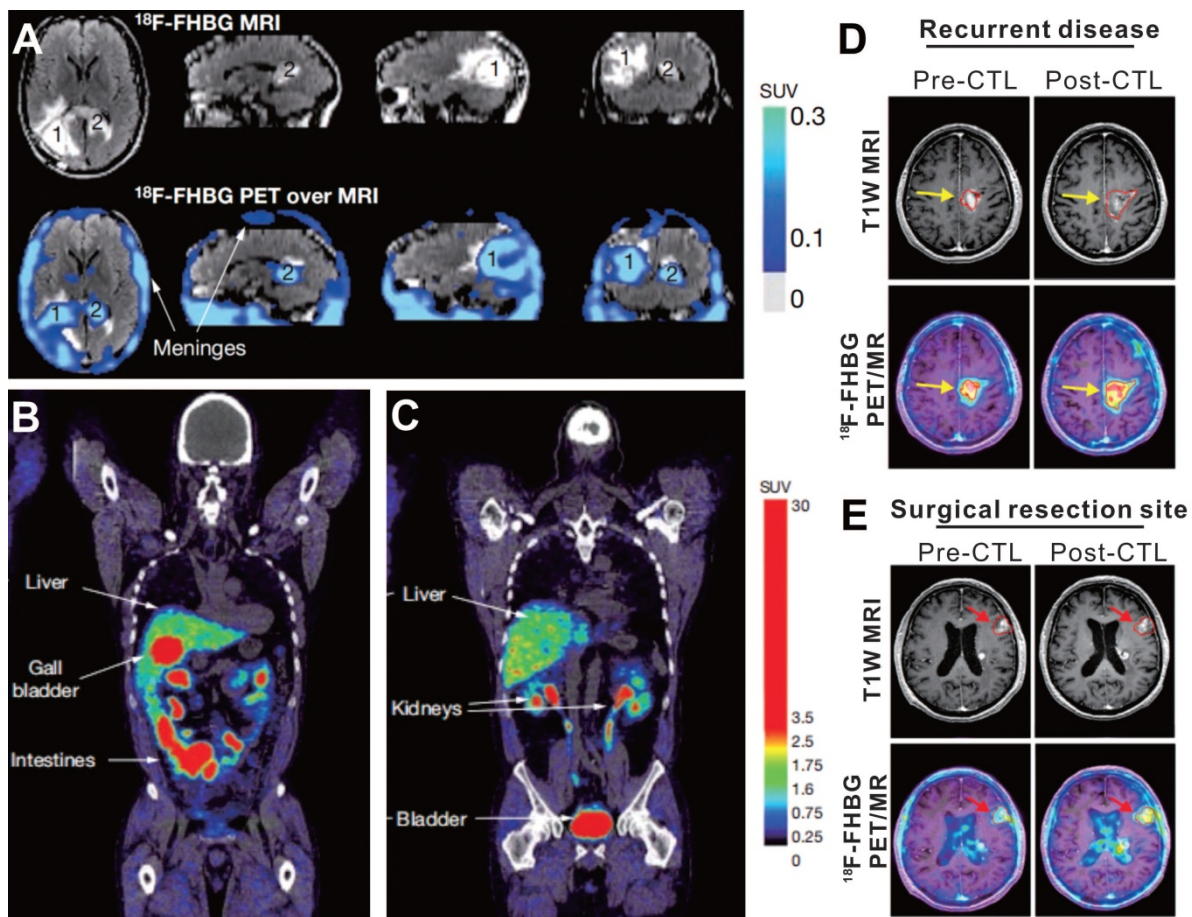 A
¹⁸F-FHBG MRI
1
2
2
1
1
2
¹⁸F-FHBG PET over MRI
1
2
2
1
1
2
Meninges
SUV
0.3
0.1
0
B
Liver
Gall
bladder
Intestines
C
Liver
Kidneys
Bladder
SUV
30
3.5
2.5
1.75
1.6
0.75
0.25
0
D
Recurrent disease
Pre-CTL
Post-CTL
T1W MRI
¹⁸F-FHBG
PET/MR
E
Surgical resection site
Pre-CTL
Post-CTL
T1W MRI
¹⁸F-FHBG
PET/MR